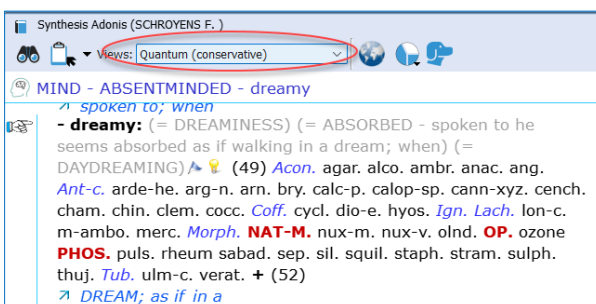 Synthesis Adonis (SCHROYENS F. )
Views: Quantum (conservative)
MIND - ABSENTMINDED - dreamy
spoken to; when
- dreamy: (= DREAMINESS) (= ABSORBED - spoken to he
seems absorbed as if walking in a dream; when) (=
DAYDREAMING) (49) Acon. agar. alco. ambr. anac. ang.
Ant-c. arde-he. arg-n. arn. bry. calc-p. calop-sp. cann-xyz. cench.
cham. chin. clem. cocc. Coff. cycl. dio-e. hyos. Ign. Lach. lon-c.
m-ambo. merc. Morph. NAT-M. nux-m. nux-v. olnd. OP. ozone
PHOS. puls. rheum sabad. sep. sil. squil. staph. stram. sulph.
thuj. Tub. ulm-c. verat. + (52)
DREAM; as if in a